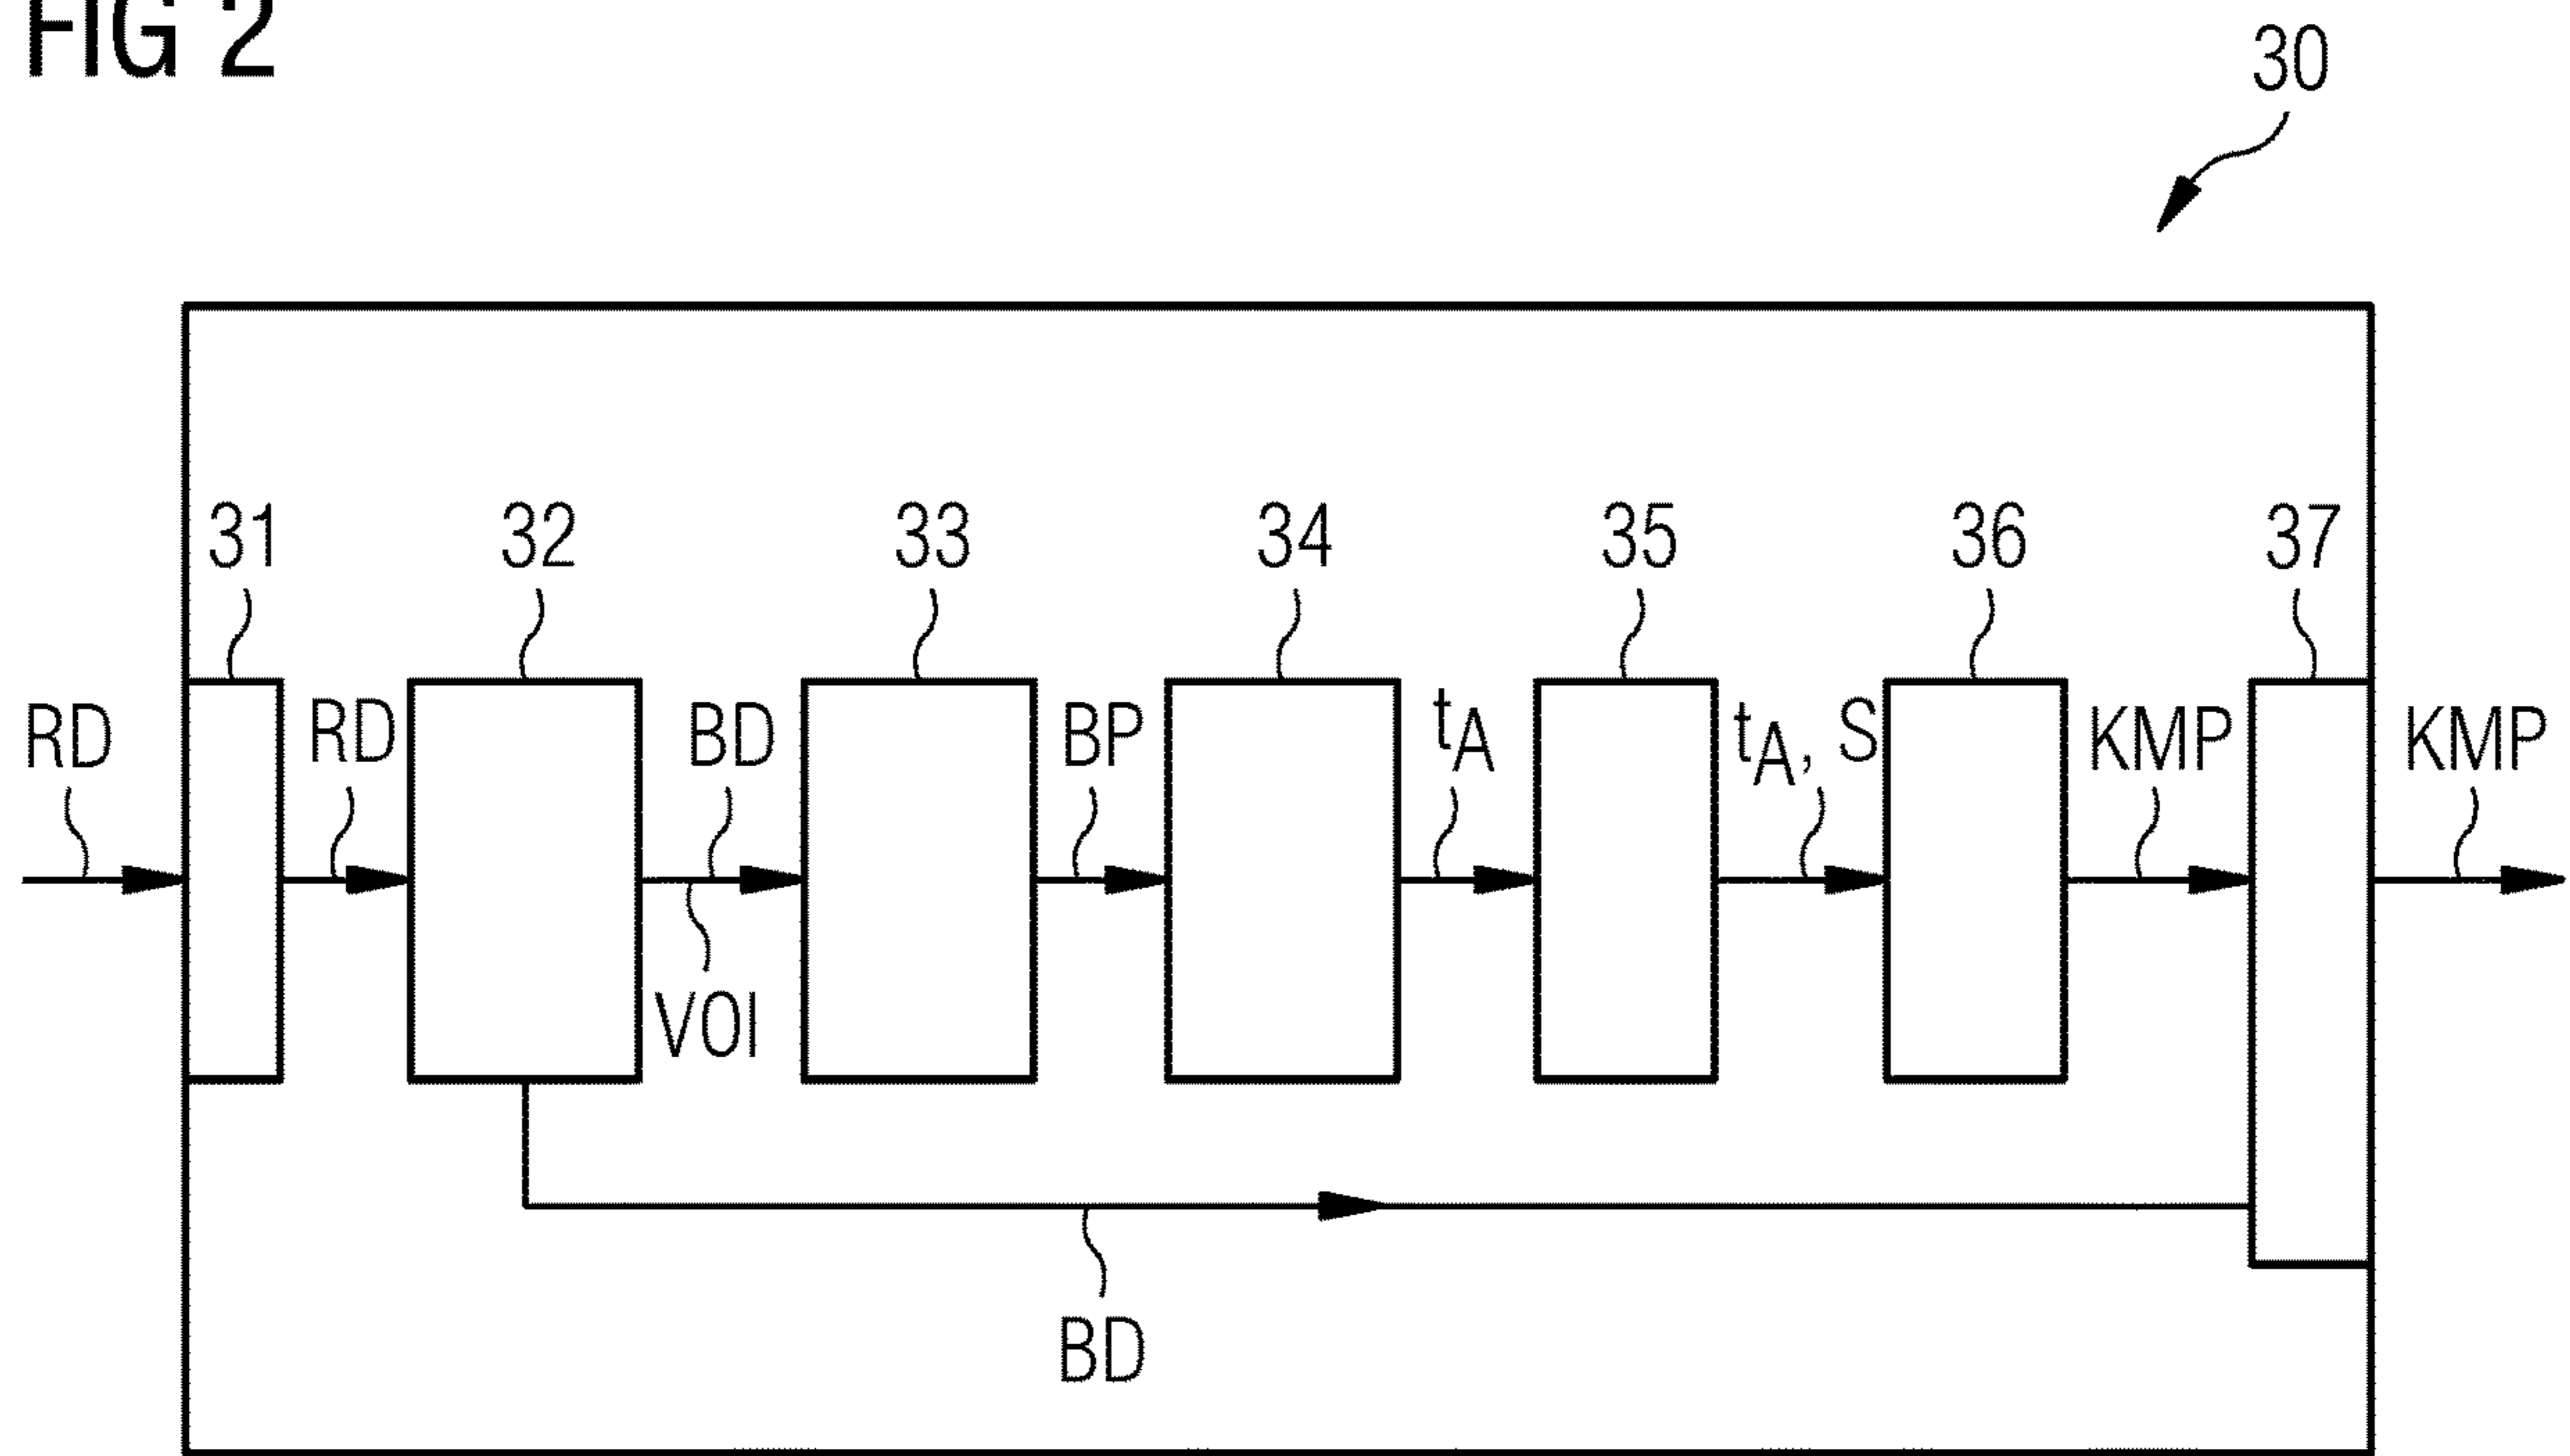 FIG 2
30
31 32 33 34 35 36 37
RD RD BD BP tA tA, S KMP KMP
VOI
BD